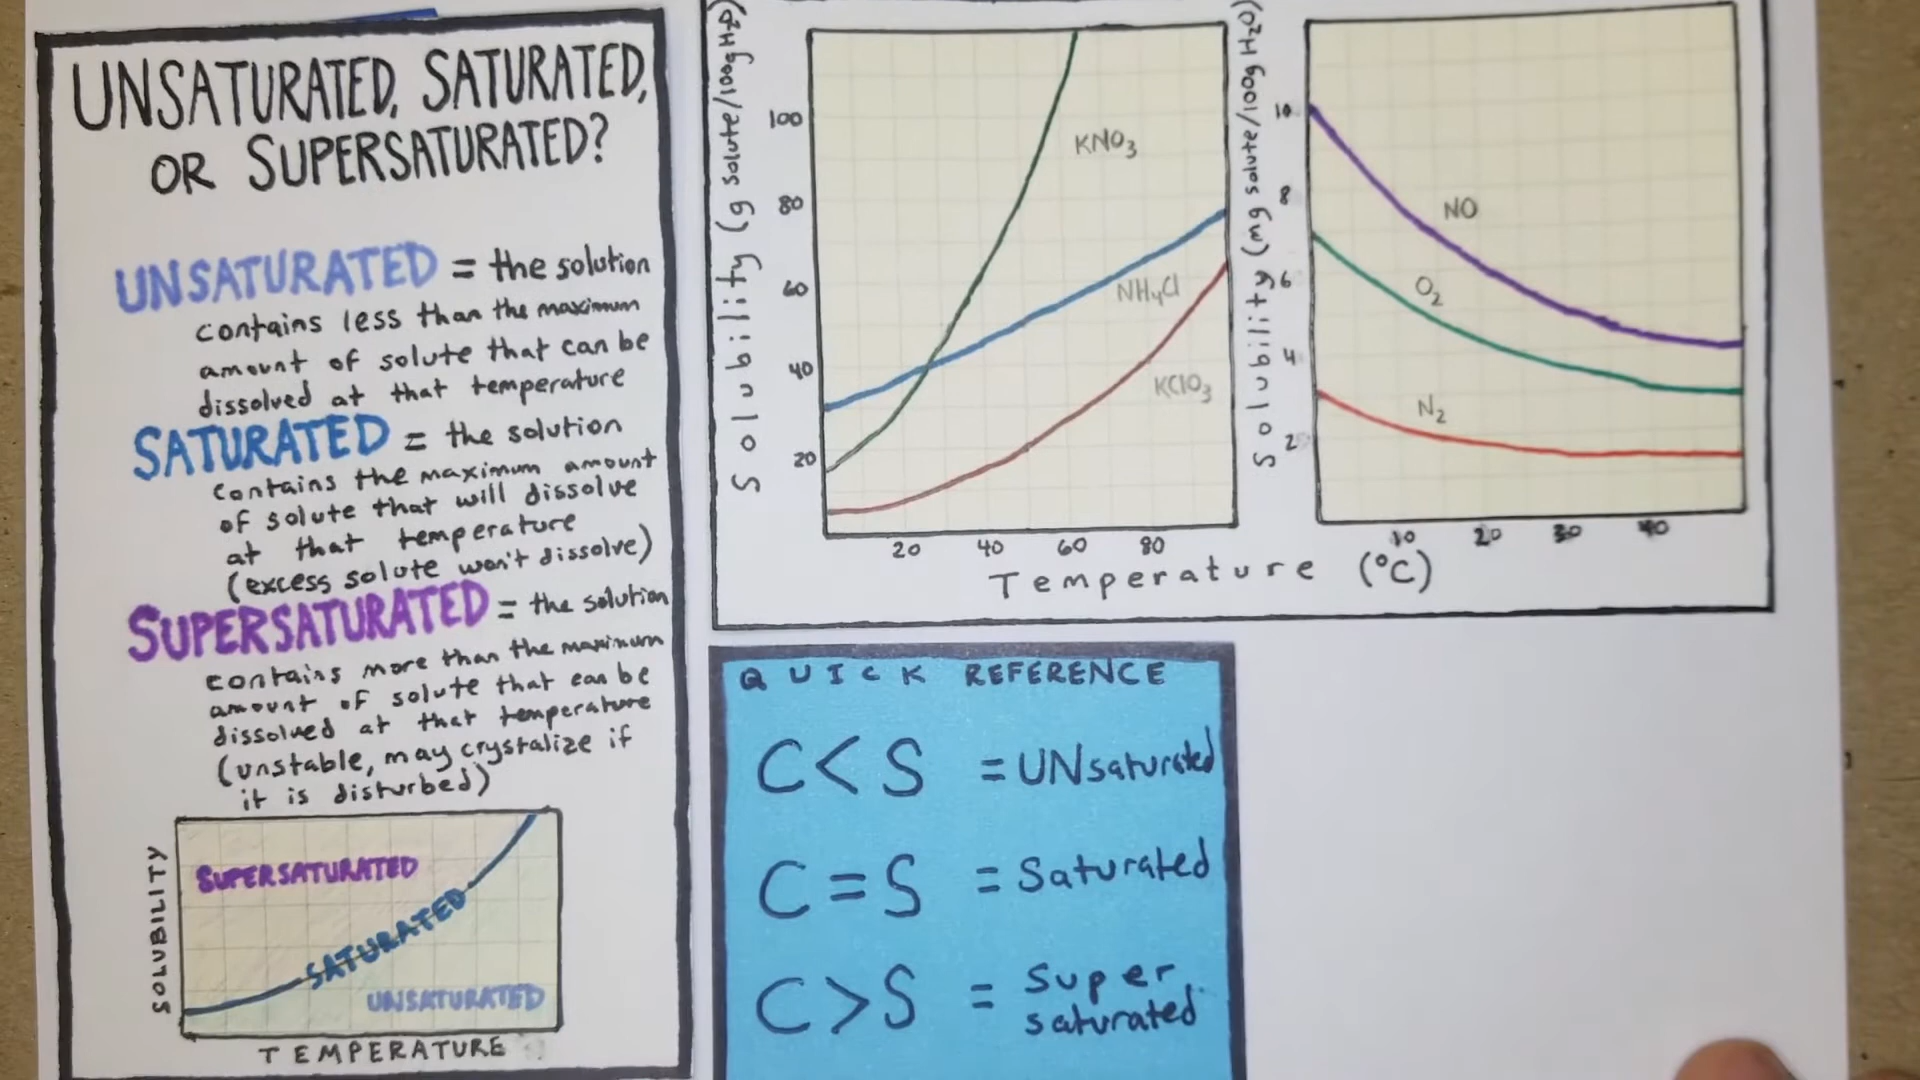 UNSATURATED, SATURATED,
OR SUPERSATURATED?
UNSATURATED = the solution
contains less than the maximum
amount of solute that can be
dissolved at that temperature
SATURATED = the solution
contains the maximum amount
of solute that will dissolve
at that temperature
(excess solute won't dissolve)
SUPERSATURATED = the solution
contains more than the maximum
amount of solute that can be
dissolved at that temperature
(unstable, may crystalize if
it is disturbed)
SOLUBILITY
SUPERSATURATED
SATURATED
UNSATURATED
TEMPERATURE
Solubility (g solute/100g H2O)
100
80
60
40
20
KNO3
NH4Cl
KClO3
20 40 60 80
Solubility (mg solute/100g H2O)
10
8
6
4
2
NO
O2
N2
10 20 30 40
Temperature (°C)
QUICK REFERENCE
C < S = UNsaturated
C = S = Saturated
C > S = Super
saturated